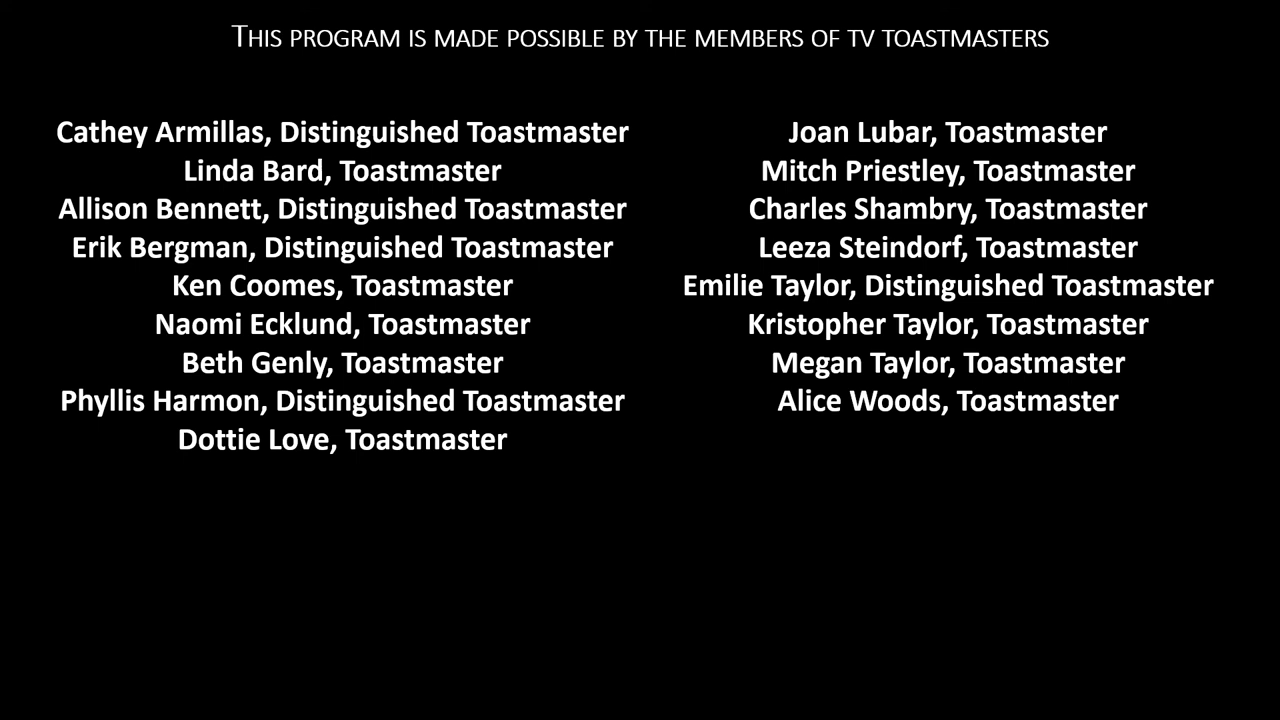 THIS PROGRAM IS MADE POSSIBLE BY THE MEMBERS OF TV TOASTMASTERS
Cathey Armillas, Distinguished Toastmaster
Linda Bard, Toastmaster
Allison Bennett, Distinguished Toastmaster
Erik Bergman, Distinguished Toastmaster
Ken Coomes, Toastmaster
Naomi Ecklund, Toastmaster
Beth Genly, Toastmaster
Phyllis Harmon, Distinguished Toastmaster
Dottie Love, Toastmaster
Joan Lubar, Toastmaster
Mitch Priestley, Toastmaster
Charles Shambry, Toastmaster
Leeza Steindorf, Toastmaster
Emilie Taylor, Distinguished Toastmaster
Kristopher Taylor, Toastmaster
Megan Taylor, Toastmaster
Alice Woods, Toastmaster